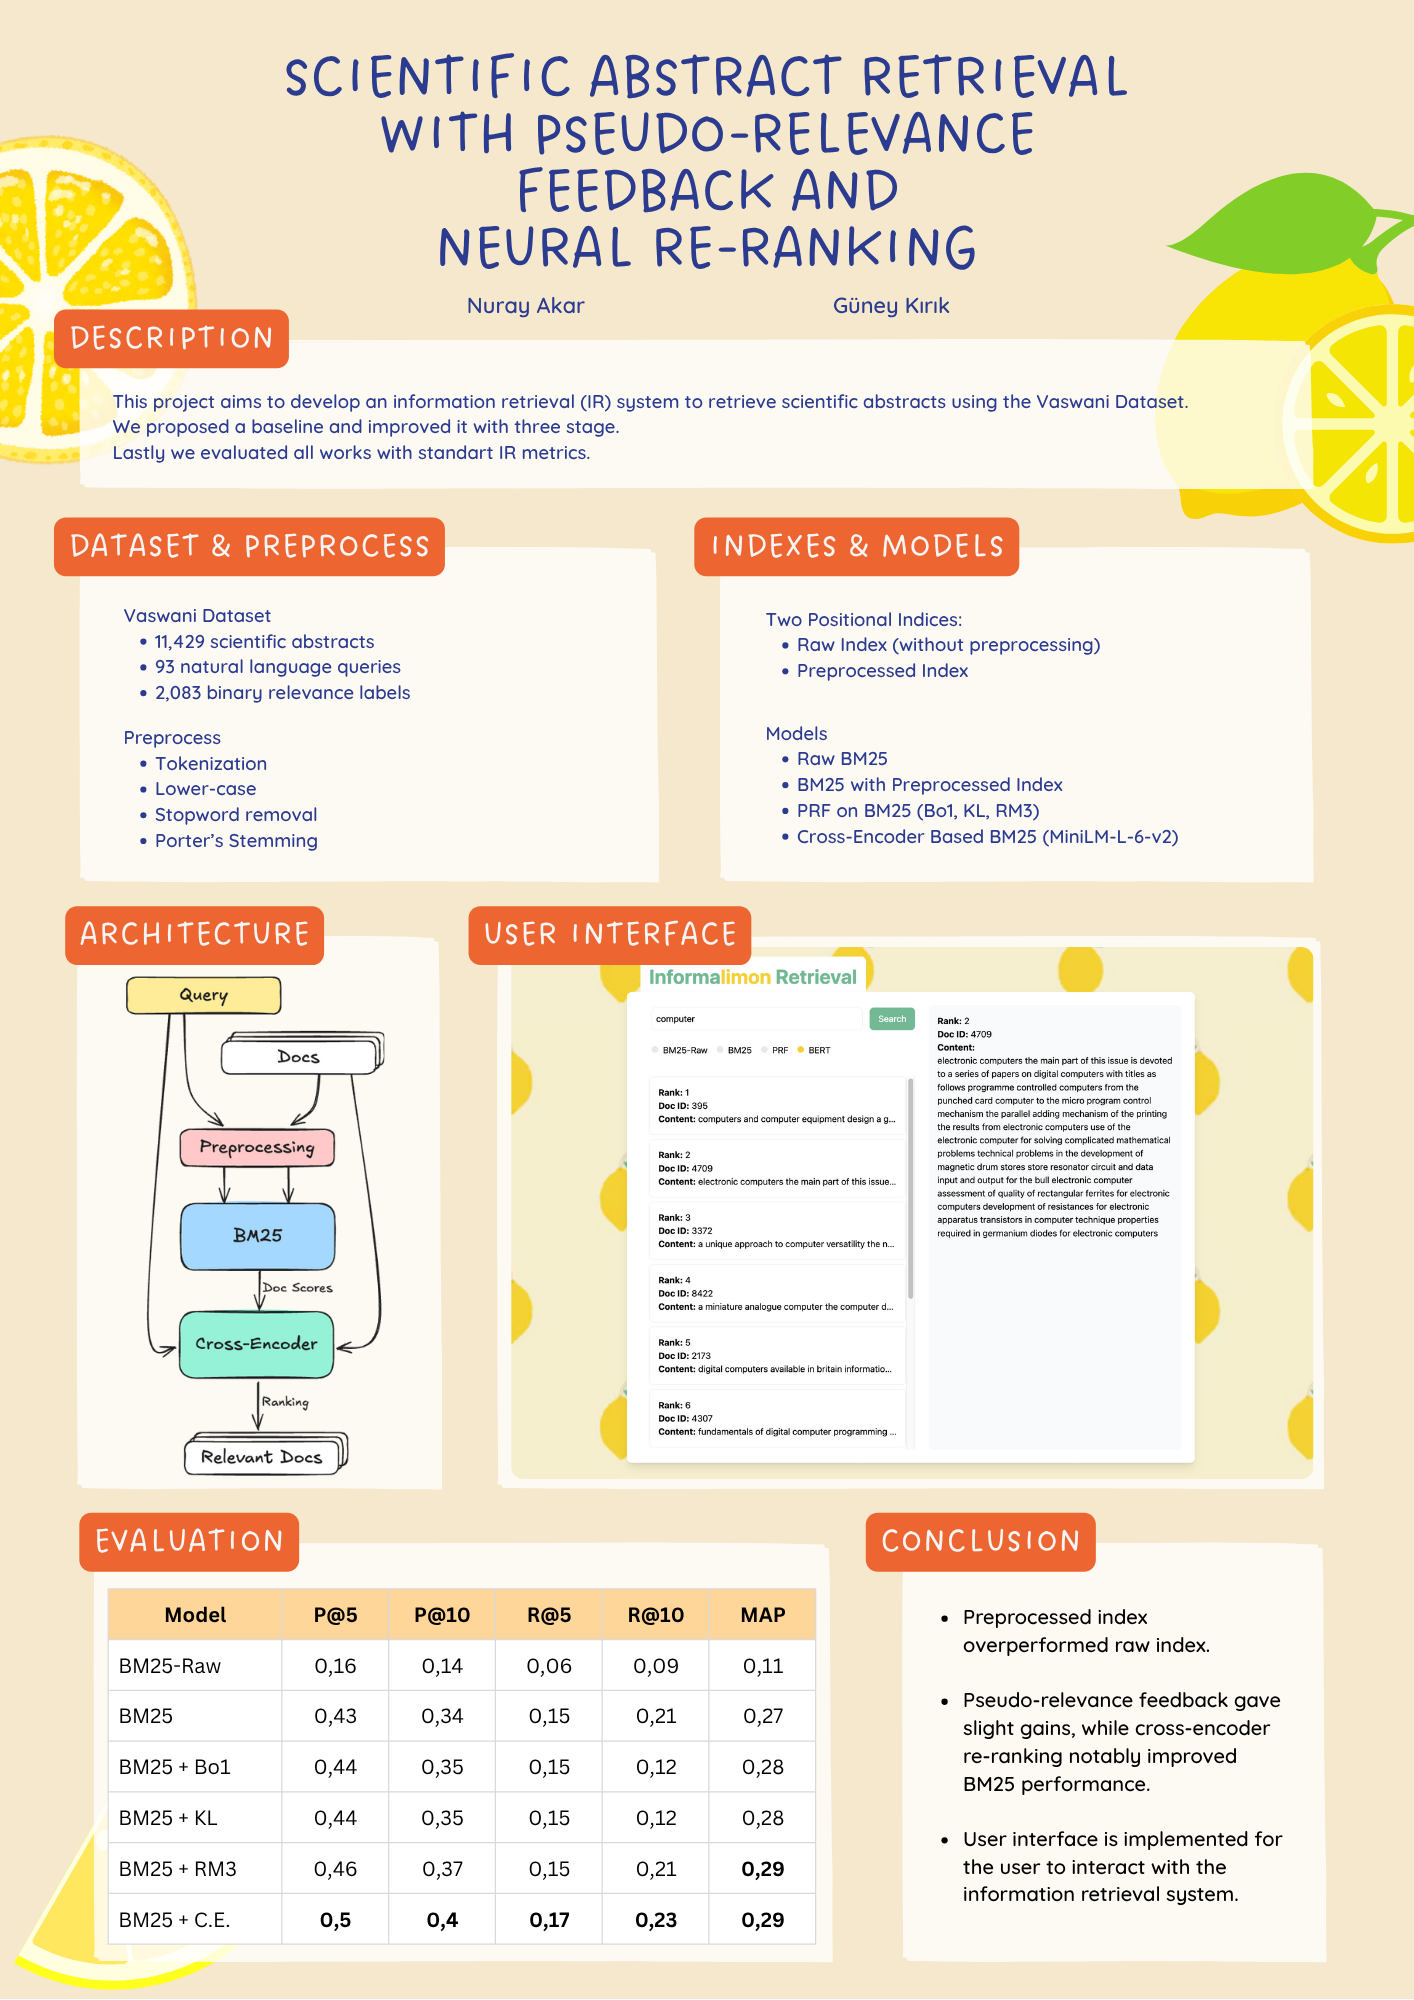 SCIENTIFIC ABSTRACT RETRIEVAL
WITH PSEUDO-RELEVANCE
FEEDBACK AND
NEURAL RE-RANKING
Nuray Akar
Güney Kırık
DESCRIPTION
This project aims to develop an information retrieval (IR) system to retrieve scientific abstracts using the Vaswani Dataset.
We proposed a baseline and improved it with three stage.
Lastly we evaluated all works with standart IR metrics.
DATASET & PREPROCESS
Vaswani Dataset
• 11,429 scientific abstracts
• 93 natural language queries
• 2,083 binary relevance labels
Preprocess
• Tokenization
• Lower-case
• Stopword removal
• Porter's Stemming
INDEXES & MODELS
Two Positional Indices:
• Raw Index (without preprocessing)
• Preprocessed Index
Models
• Raw BM25
• BM25 with Preprocessed Index
• PRF on BM25 (Bo1, KL, RM3)
• Cross-Encoder Based BM25 (MiniLM-L-6-v2)
ARCHITECTURE
Query
Docs
Preprocessing
BM25
Doc Scores
Cross-Encoder
Ranking
Relevant Docs
USER INTERFACE
Informalimon Retrieval
computer
Search
BM25-Raw BM25 PRF BERT
Rank: 1
Doc ID: 395
Content: computers and computer equipment design a g...
Rank: 2
Doc ID: 4709
Content: electronic computers the main part of this issue...
Rank: 3
Doc ID: 3372
Content: a unique approach to computer versatility the n...
Rank: 4
Doc ID: 8422
Content: a miniature analogue computer the computer d...
Rank: 5
Doc ID: 2173
Content: digital computers available in britain informatio...
Rank: 6
Doc ID: 4307
Content: fundamentals of digital computer programming ...
Rank: 2
Doc ID: 4709
Content:
electronic computers the main part of this issue is devoted
to a series of papers on digital computers with titles as
follows programme controlled computers from the
punched card computer to the micro program control
mechanism the parallel adding mechanism of the printing
the results from electronic computers use of the
electronic computer for solving complicated mathematical
problems technical problems in the development of
magnetic drum stores store resonator circuit and data
input and output for the bull electronic computer
assessment of quality of rectangular ferrites for electronic
computers development of resistances for electronic
apparatus transistors in computer technique properties
required in germanium diodes for electronic computers
EVALUATION
Model P@5 P@10 R@5 R@10 MAP
BM25-Raw 0,16 0,14 0,06 0,09 0,11
BM25 0,43 0,34 0,15 0,21 0,27
BM25 + Bo1 0,44 0,35 0,15 0,12 0,28
BM25 + KL 0,44 0,35 0,15 0,12 0,28
BM25 + RM3 0,46 0,37 0,15 0,21 0,29
BM25 + C.E. 0,5 0,4 0,17 0,23 0,29
CONCLUSION
• Preprocessed index
overperformed raw index.
• Pseudo-relevance feedback gave
slight gains, while cross-encoder
re-ranking notably improved
BM25 performance.
• User interface is implemented for
the user to interact with the
information retrieval system.